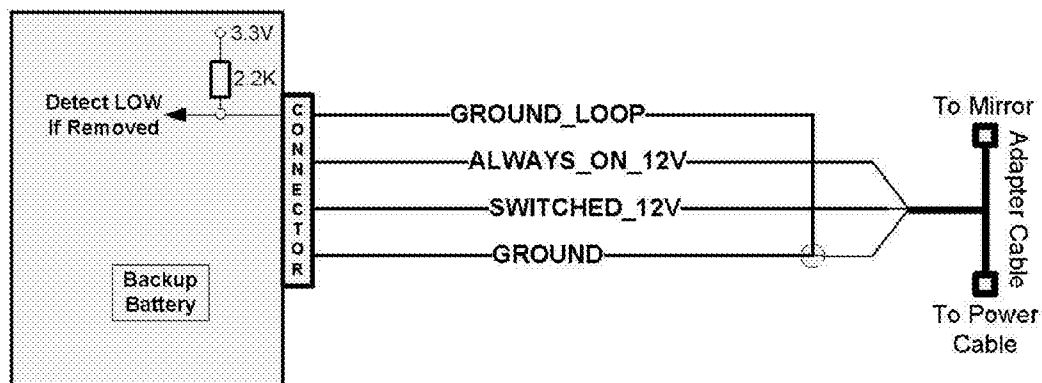 3.3V
2.2K
Detect LOW
If Removed
CONNECTOR
GROUND_LOOP
ALWAYS_ON_12V
SWITCHED_12V
GROUND
Backup
Battery
To Mirror
Adapter Cable
To Power
Cable